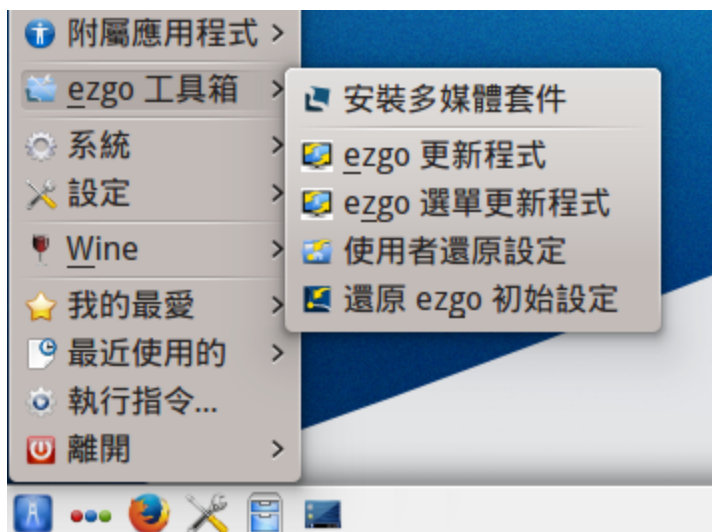 附屬應用程式
ezgo 工具箱
系統
設定
Wine
我的最愛
最近使用的
執行指令...
離開
安裝多媒體套件
ezgo 更新程式
ezgo 選單更新程式
使用者還原設定
還原 ezgo 初始設定